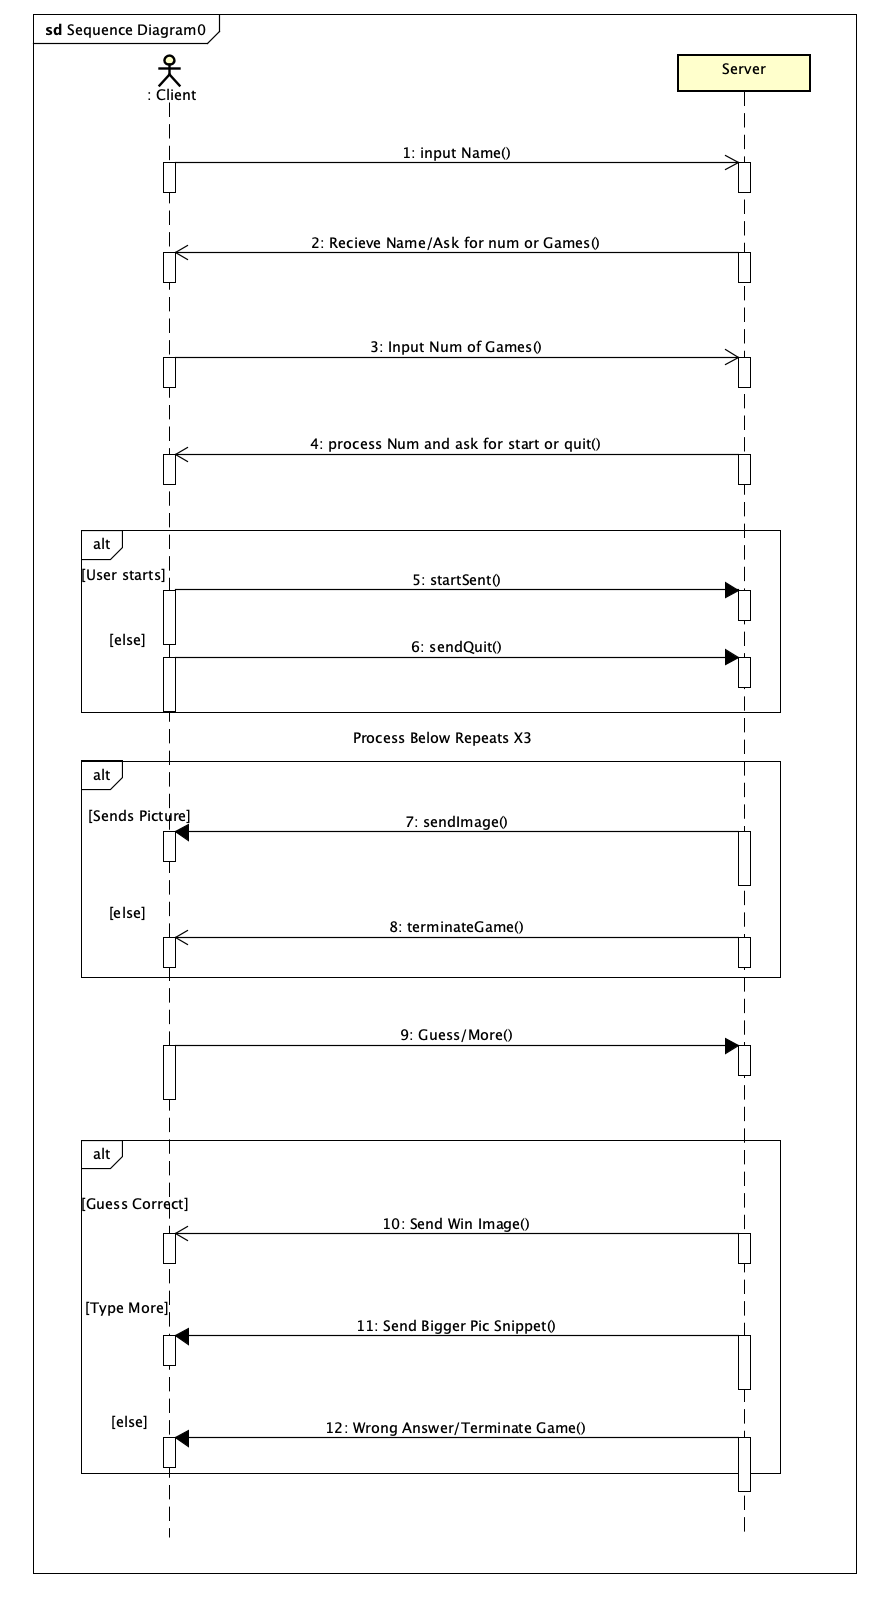 sd Sequence Diagram0
: Client
Server
1: input Name()
2: Recieve Name/Ask for num or Games()
3: Input Num of Games()
4: process Num and ask for start or quit()
alt
[User starts]
5: startSent()
[else]
6: sendQuit()
Process Below Repeats X3
alt
[Sends Picture]
7: sendImage()
[else]
8: terminateGame()
9: Guess/More()
alt
[Guess Correct]
10: Send Win Image()
[Type More]
11: Send Bigger Pic Snippet()
[else]
12: Wrong Answer/Terminate Game()